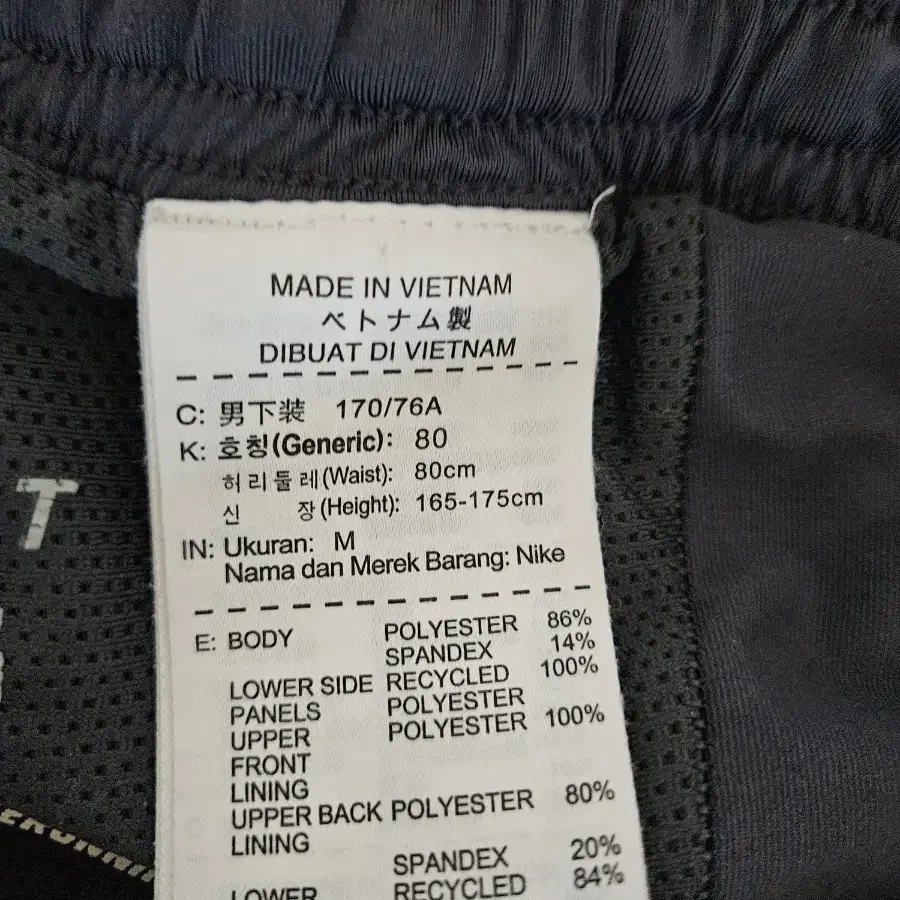 MADE IN VIETNAM
ベトナム製
DIBUAT DI VIETNAM
C: 男下装 170/76A
K: 호칭(Generic): 80
허리둘레(Waist): 80cm
신 장(Height): 165-175cm
IN: Ukuran: M
Nama dan Merek Barang: Nike
E: BODY POLYESTER 86%
SPANDEX 14%
LOWER SIDE RECYCLED 100%
PANELS POLYESTER
UPPER POLYESTER 100%
FRONT
LINING
UPPER BACK POLYESTER 80%
LINING
SPANDEX 20%
LOWER RECYCLED 84%
T